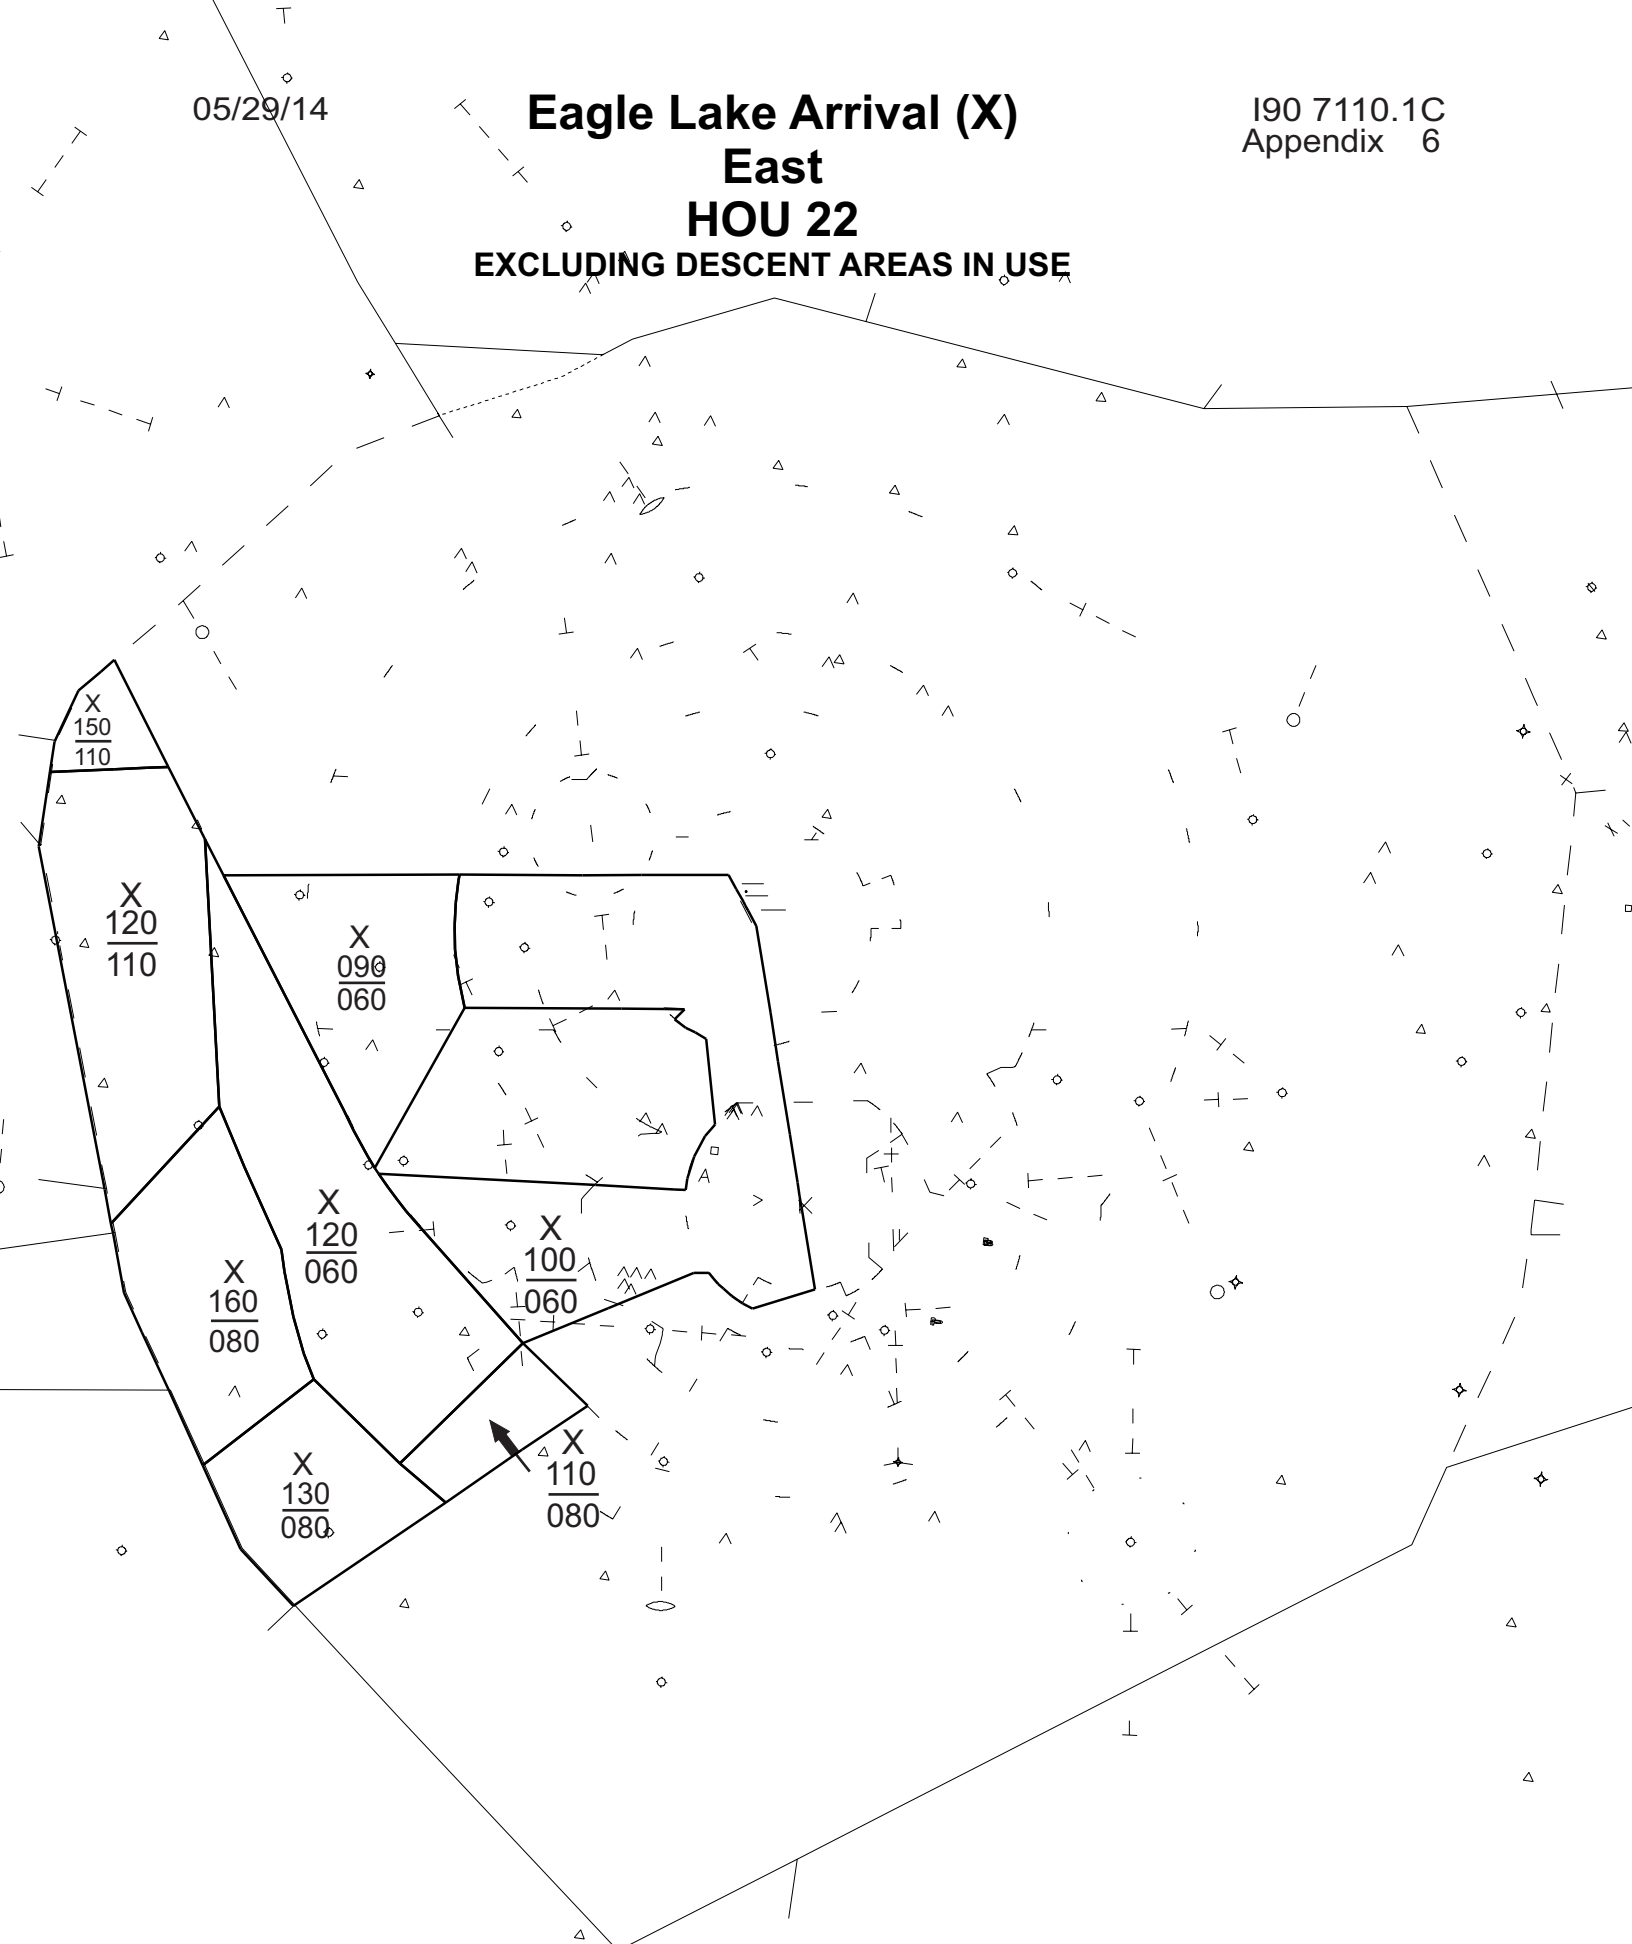 05/29/14
Eagle Lake Arrival (X)
East
HOU 22
EXCLUDING DESCENT AREAS IN USE
I90 7110.1C
Appendix 6
X
150
110
X
120
110
X
090
060
X
120
060
X
100
060
X
160
080
X
130
080
X
110
080
A